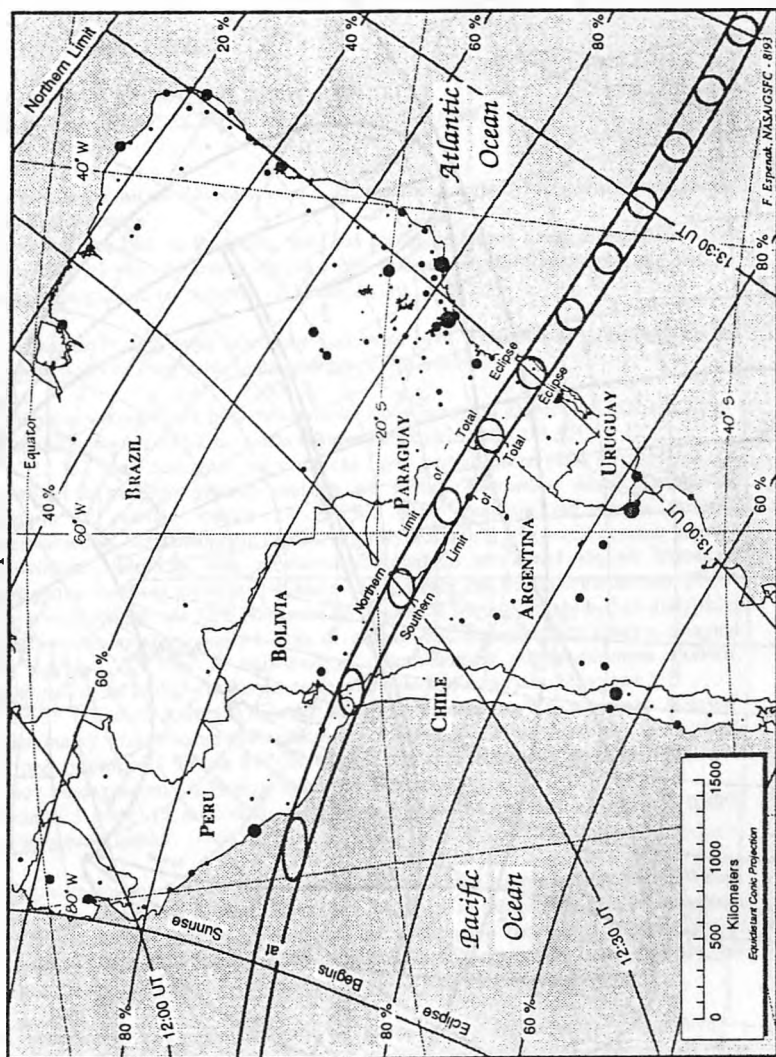 Northern Limit
20 %
40 %
60 %
80 %
40° W
Atlantic
Ocean
F. Espenak, NASA/GSFC - 8/93
Equator
BRAZIL
40 %
60° W
20° S
PARAGUAY
Northern Limit of Total Eclipse
Southern Limit of Total Eclipse
13:30 UT
80 %
40° S
URUGUAY
60 %
13:00 UT
BOLIVIA
ARGENTINA
60 %
CHILE
PERU
80° W
80 %
12:00 UT
Eclipse Begins at Sunrise
Pacific
Ocean
80 %
60 %
12:30 UT
0 500 1000 1500
Kilometers
Equidistant Conic Projection